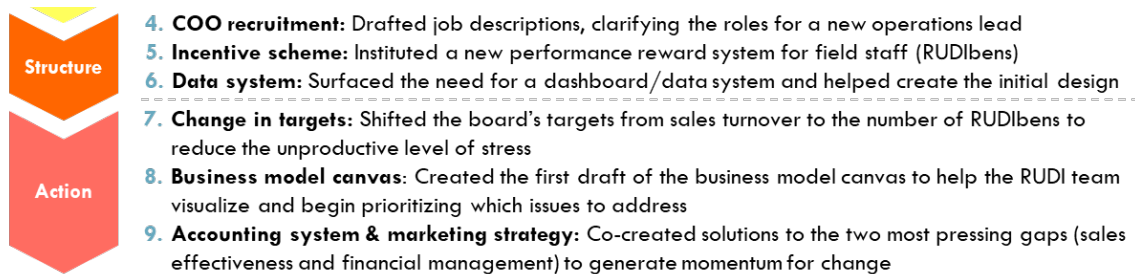 Structure
4. COO recruitment: Drafted job descriptions, clarifying the roles for a new operations lead
5. Incentive scheme: Instituted a new performance reward system for field staff (RUDIbens)
6. Data system: Surfaced the need for a dashboard/data system and helped create the initial design
Action
7. Change in targets: Shifted the board's targets from sales turnover to the number of RUDIbens to
reduce the unproductive level of stress
8. Business model canvas: Created the first draft of the business model canvas to help the RUDI team
visualize and begin prioritizing which issues to address
9. Accounting system & marketing strategy: Co-created solutions to the two most pressing gaps (sales
effectiveness and financial management) to generate momentum for change